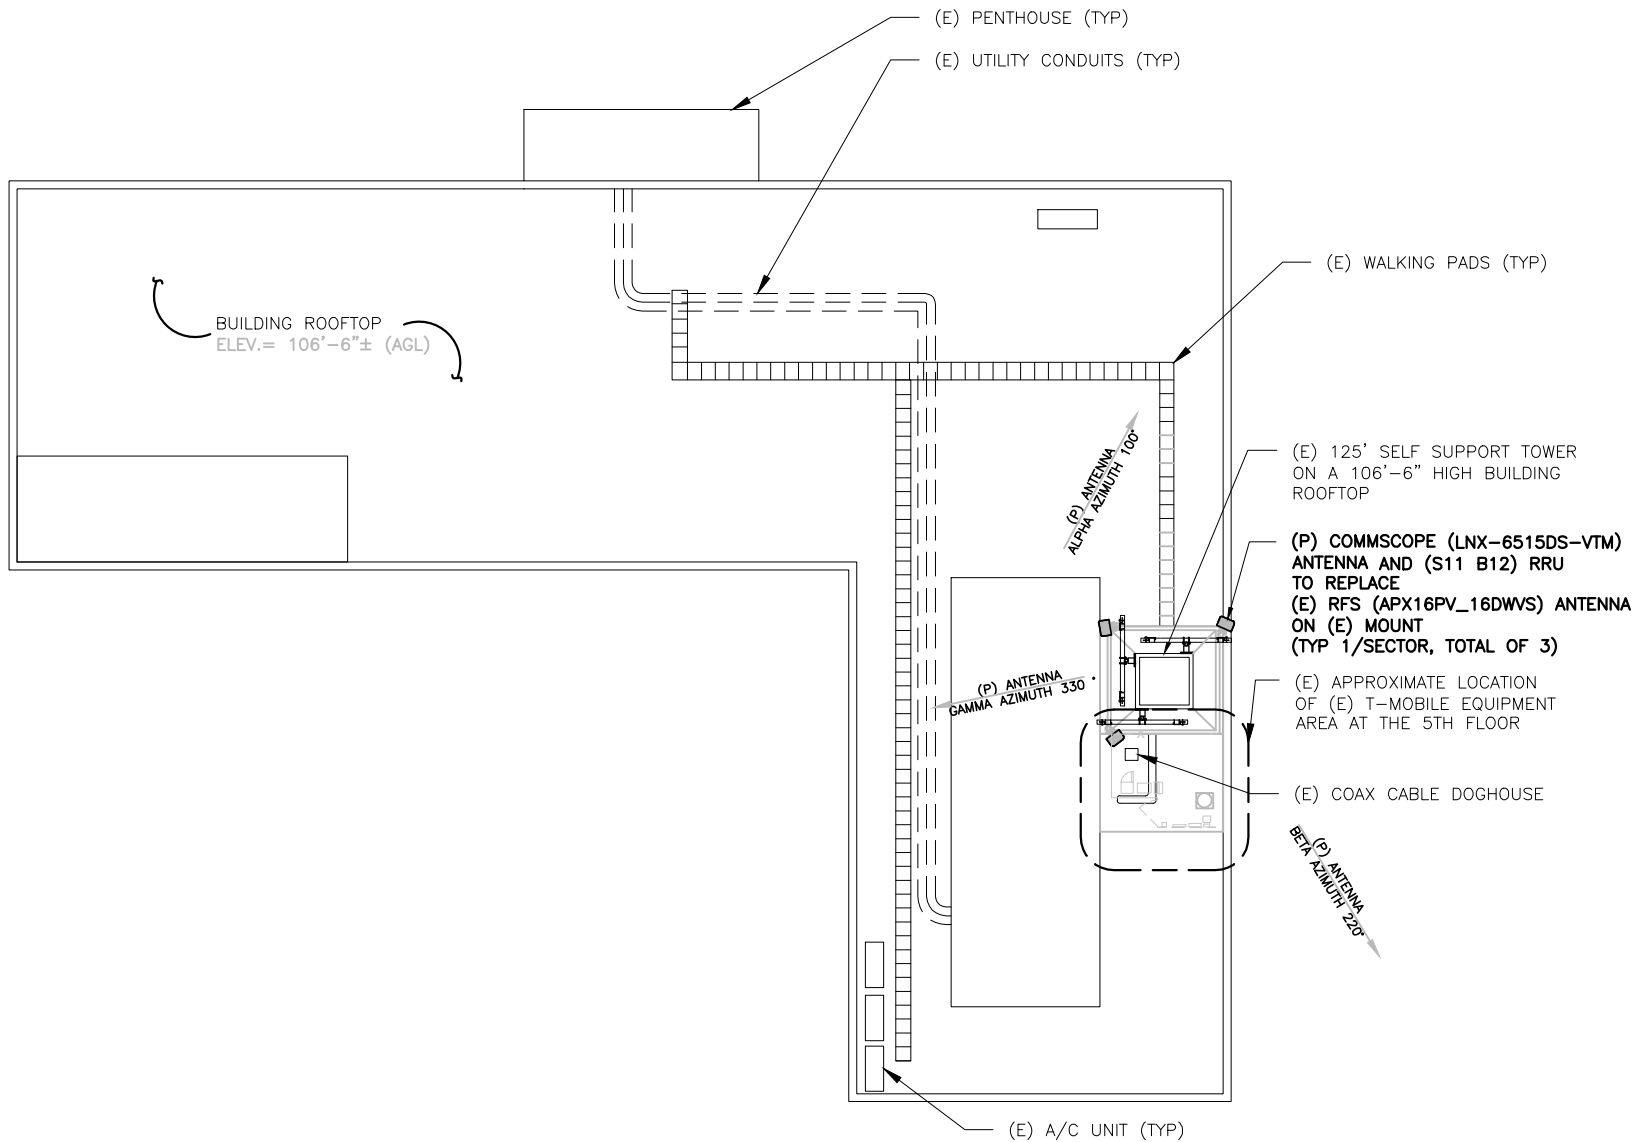 (E) PENTHOUSE (TYP)
(E) UTILITY CONDUITS (TYP)
(E) WALKING PADS (TYP)
BUILDING ROOFTOP
ELEV.= 106'-6"± (AGL)
(P) ANTENNA
ALPHA AZIMUTH 100°
(E) 125' SELF SUPPORT TOWER
ON A 106'-6" HIGH BUILDING
ROOFTOP
(P) COMMSCOPE (LNX-6515DS-VTM)
ANTENNA AND (S11 B12) RRU
TO REPLACE
(E) RFS (APX16PV_16DWVS) ANTENNA
ON (E) MOUNT
(TYP 1/SECTOR, TOTAL OF 3)
(P) ANTENNA
GAMMA AZIMUTH 330°
(E) APPROXIMATE LOCATION
OF (E) T-MOBILE EQUIPMENT
AREA AT THE 5TH FLOOR
(E) COAX CABLE DOGHOUSE
(P) ANTENNA
BETA AZIMUTH 220°
(E) A/C UNIT (TYP)